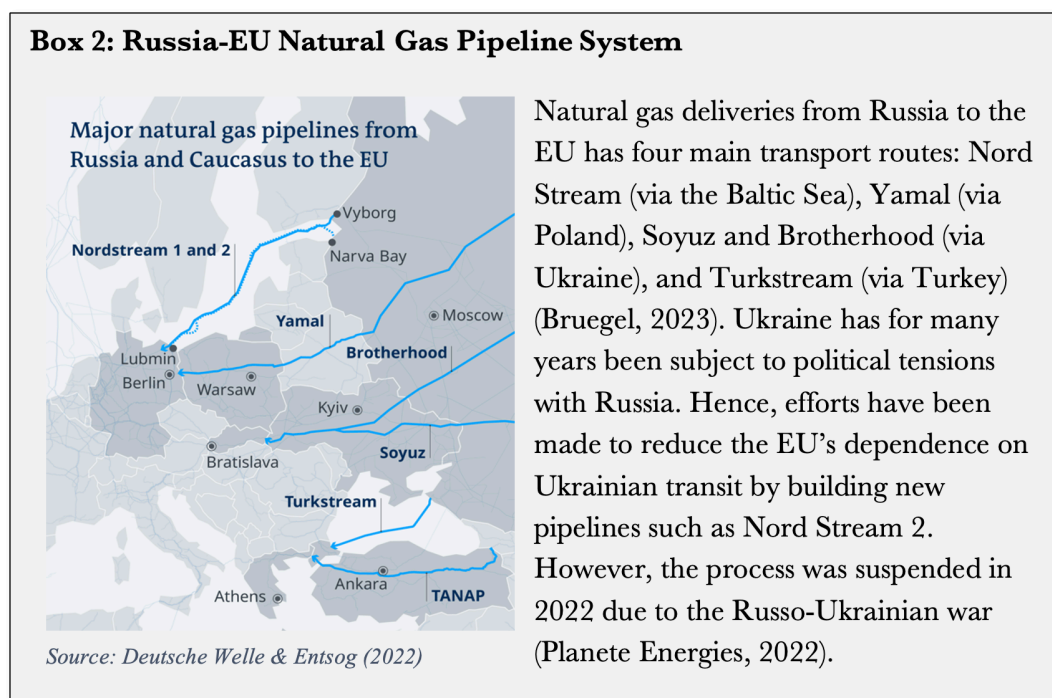 Box 2: Russia-EU Natural Gas Pipeline System
Major natural gas pipelines from
Russia and Caucasus to the EU
Vyborg
Nordstream 1 and 2
Narva Bay
Yamal
Moscow
Brotherhood
Lubmin
Berlin
Warsaw
Kyiv
Bratislava
Soyuz
Turkstream
Ankara
Athens
TANAP
Source: Deutsche Welle & Entsog (2022)
Natural gas deliveries from Russia to the
EU has four main transport routes: Nord
Stream (via the Baltic Sea), Yamal (via
Poland), Soyuz and Brotherhood (via
Ukraine), and Turkstream (via Turkey)
(Bruegel, 2023). Ukraine has for many
years been subject to political tensions
with Russia. Hence, efforts have been
made to reduce the EU’s dependence on
Ukrainian transit by building new
pipelines such as Nord Stream 2.
However, the process was suspended in
2022 due to the Russo-Ukrainian war
(Planete Energies, 2022).